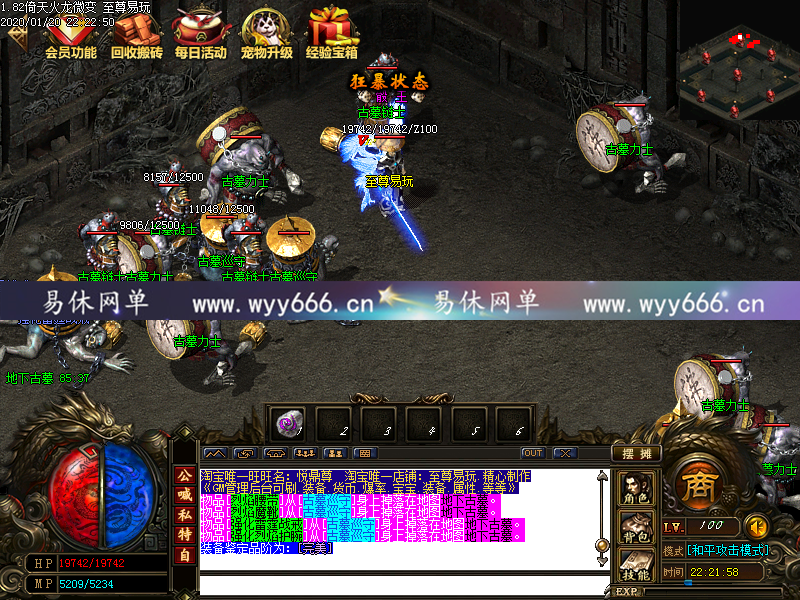 1.82倚天火龙微变 至尊易玩
2020/01/20 22:22:50
会员功能 回收搬砖 每日活动 宠物升级 经验宝箱
狂暴状态
19742/19742/Z100
至尊易玩
古墓力士
8157/12500
古墓力士
11048/12500
9806/12500
古墓巡守
古墓力士
古墓巡守
易休网单 www.wyy666.cn 易休网单 www.wyy666.cn
古墓力士
地下古墓 85:37
古墓力士
墓力士
1 2 3 4 5 6
OUT
摆摊
公
喊
私
特
自
淘宝唯一旺旺名: 悦鼎尊 淘宝唯一店铺: 至尊易玩 精心制作
《GM管理后台可刷.装备.货币.爆率.宝宝.装备.属性.等等》
装备鉴定品阶为: [完美]
角色
背包
技能
商
LV. 100
模式 [和平攻击模式]
时间 22:21:58
HP 19742/19742
MP 5209/5234
EXP